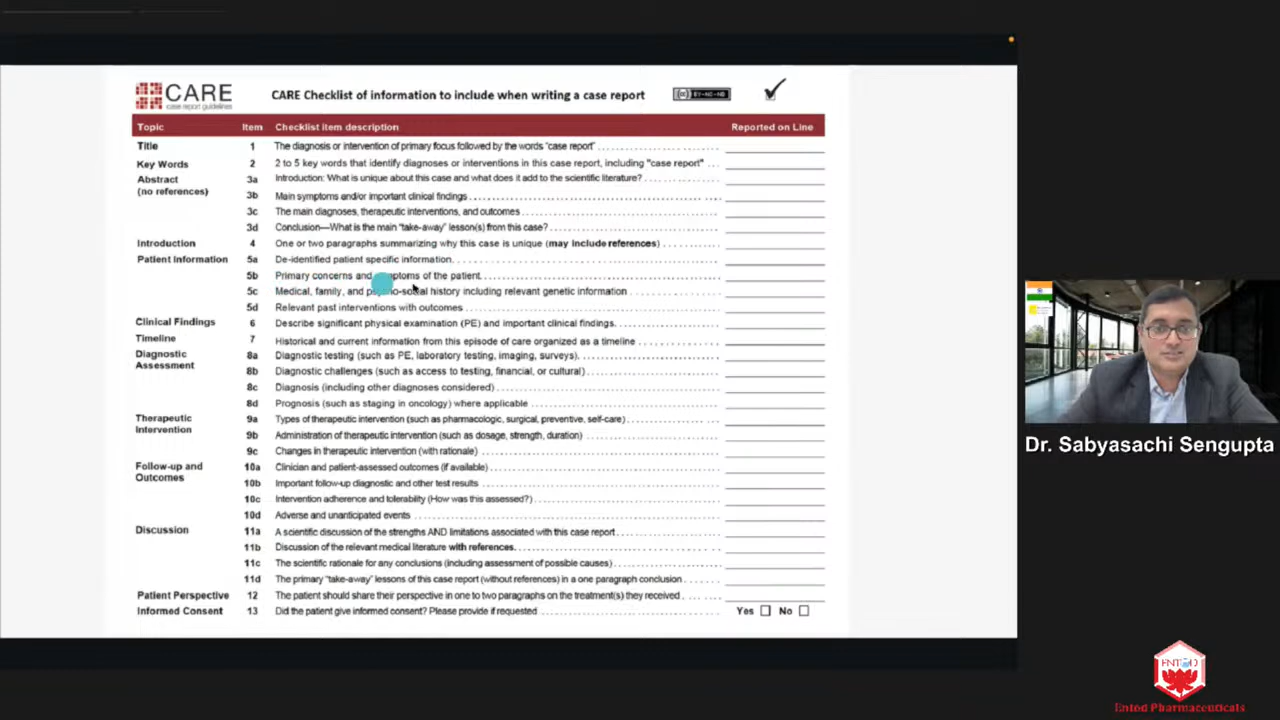 CARE
case report guidelines
CARE Checklist of information to include when writing a case report
BY-NC-ND
Topic Item Checklist item description Reported on Line
Title 1 The diagnosis or intervention of primary focus followed by the words "case report"
Key Words 2 2 to 5 key words that identify diagnoses or interventions in this case report, including "case report"
Abstract 3a Introduction: What is unique about this case and what does it add to the scientific literature?
(no references) 3b Main symptoms and/or important clinical findings
3c The main diagnoses, therapeutic interventions, and outcomes
3d Conclusion—What is the main "take-away" lesson(s) from this case?
Introduction 4 One or two paragraphs summarizing why this case is unique (may include references)
Patient Information 5a De-identified patient specific information.
5b Primary concerns and symptoms of the patient.
5c Medical, family, and psycho-social history including relevant genetic information
5d Relevant past interventions with outcomes
Clinical Findings 6 Describe significant physical examination (PE) and important clinical findings.
Timeline 7 Historical and current information from this episode of care organized as a timeline
Diagnostic 8a Diagnostic testing (such as PE, laboratory testing, imaging, surveys).
Assessment 8b Diagnostic challenges (such as access to testing, financial, or cultural)
8c Diagnosis (including other diagnoses considered)
8d Prognosis (such as staging in oncology) where applicable
Therapeutic 9a Types of therapeutic intervention (such as pharmacologic, surgical, preventive, self-care)
Intervention 9b Administration of therapeutic intervention (such as dosage, strength, duration)
9c Changes in therapeutic intervention (with rationale)
Follow-up and 10a Clinician and patient-assessed outcomes (if available)
Outcomes 10b Important follow-up diagnostic and other test results
10c Intervention adherence and tolerability (How was this assessed?)
10d Adverse and unanticipated events
Discussion 11a A scientific discussion of the strengths AND limitations associated with this case report
11b Discussion of the relevant medical literature with references.
11c The scientific rationale for any conclusions (including assessment of possible causes)
11d The primary "take-away" lessons of this case report (without references) in a one paragraph conclusion
Patient Perspective 12 The patient should share their perspective in one to two paragraphs on the treatment(s) they received
Informed Consent 13 Did the patient give informed consent? Please provide if requested Yes No
Dr. Sabyasachi Sengupta
ENTOD
Entod Pharmaceuticals